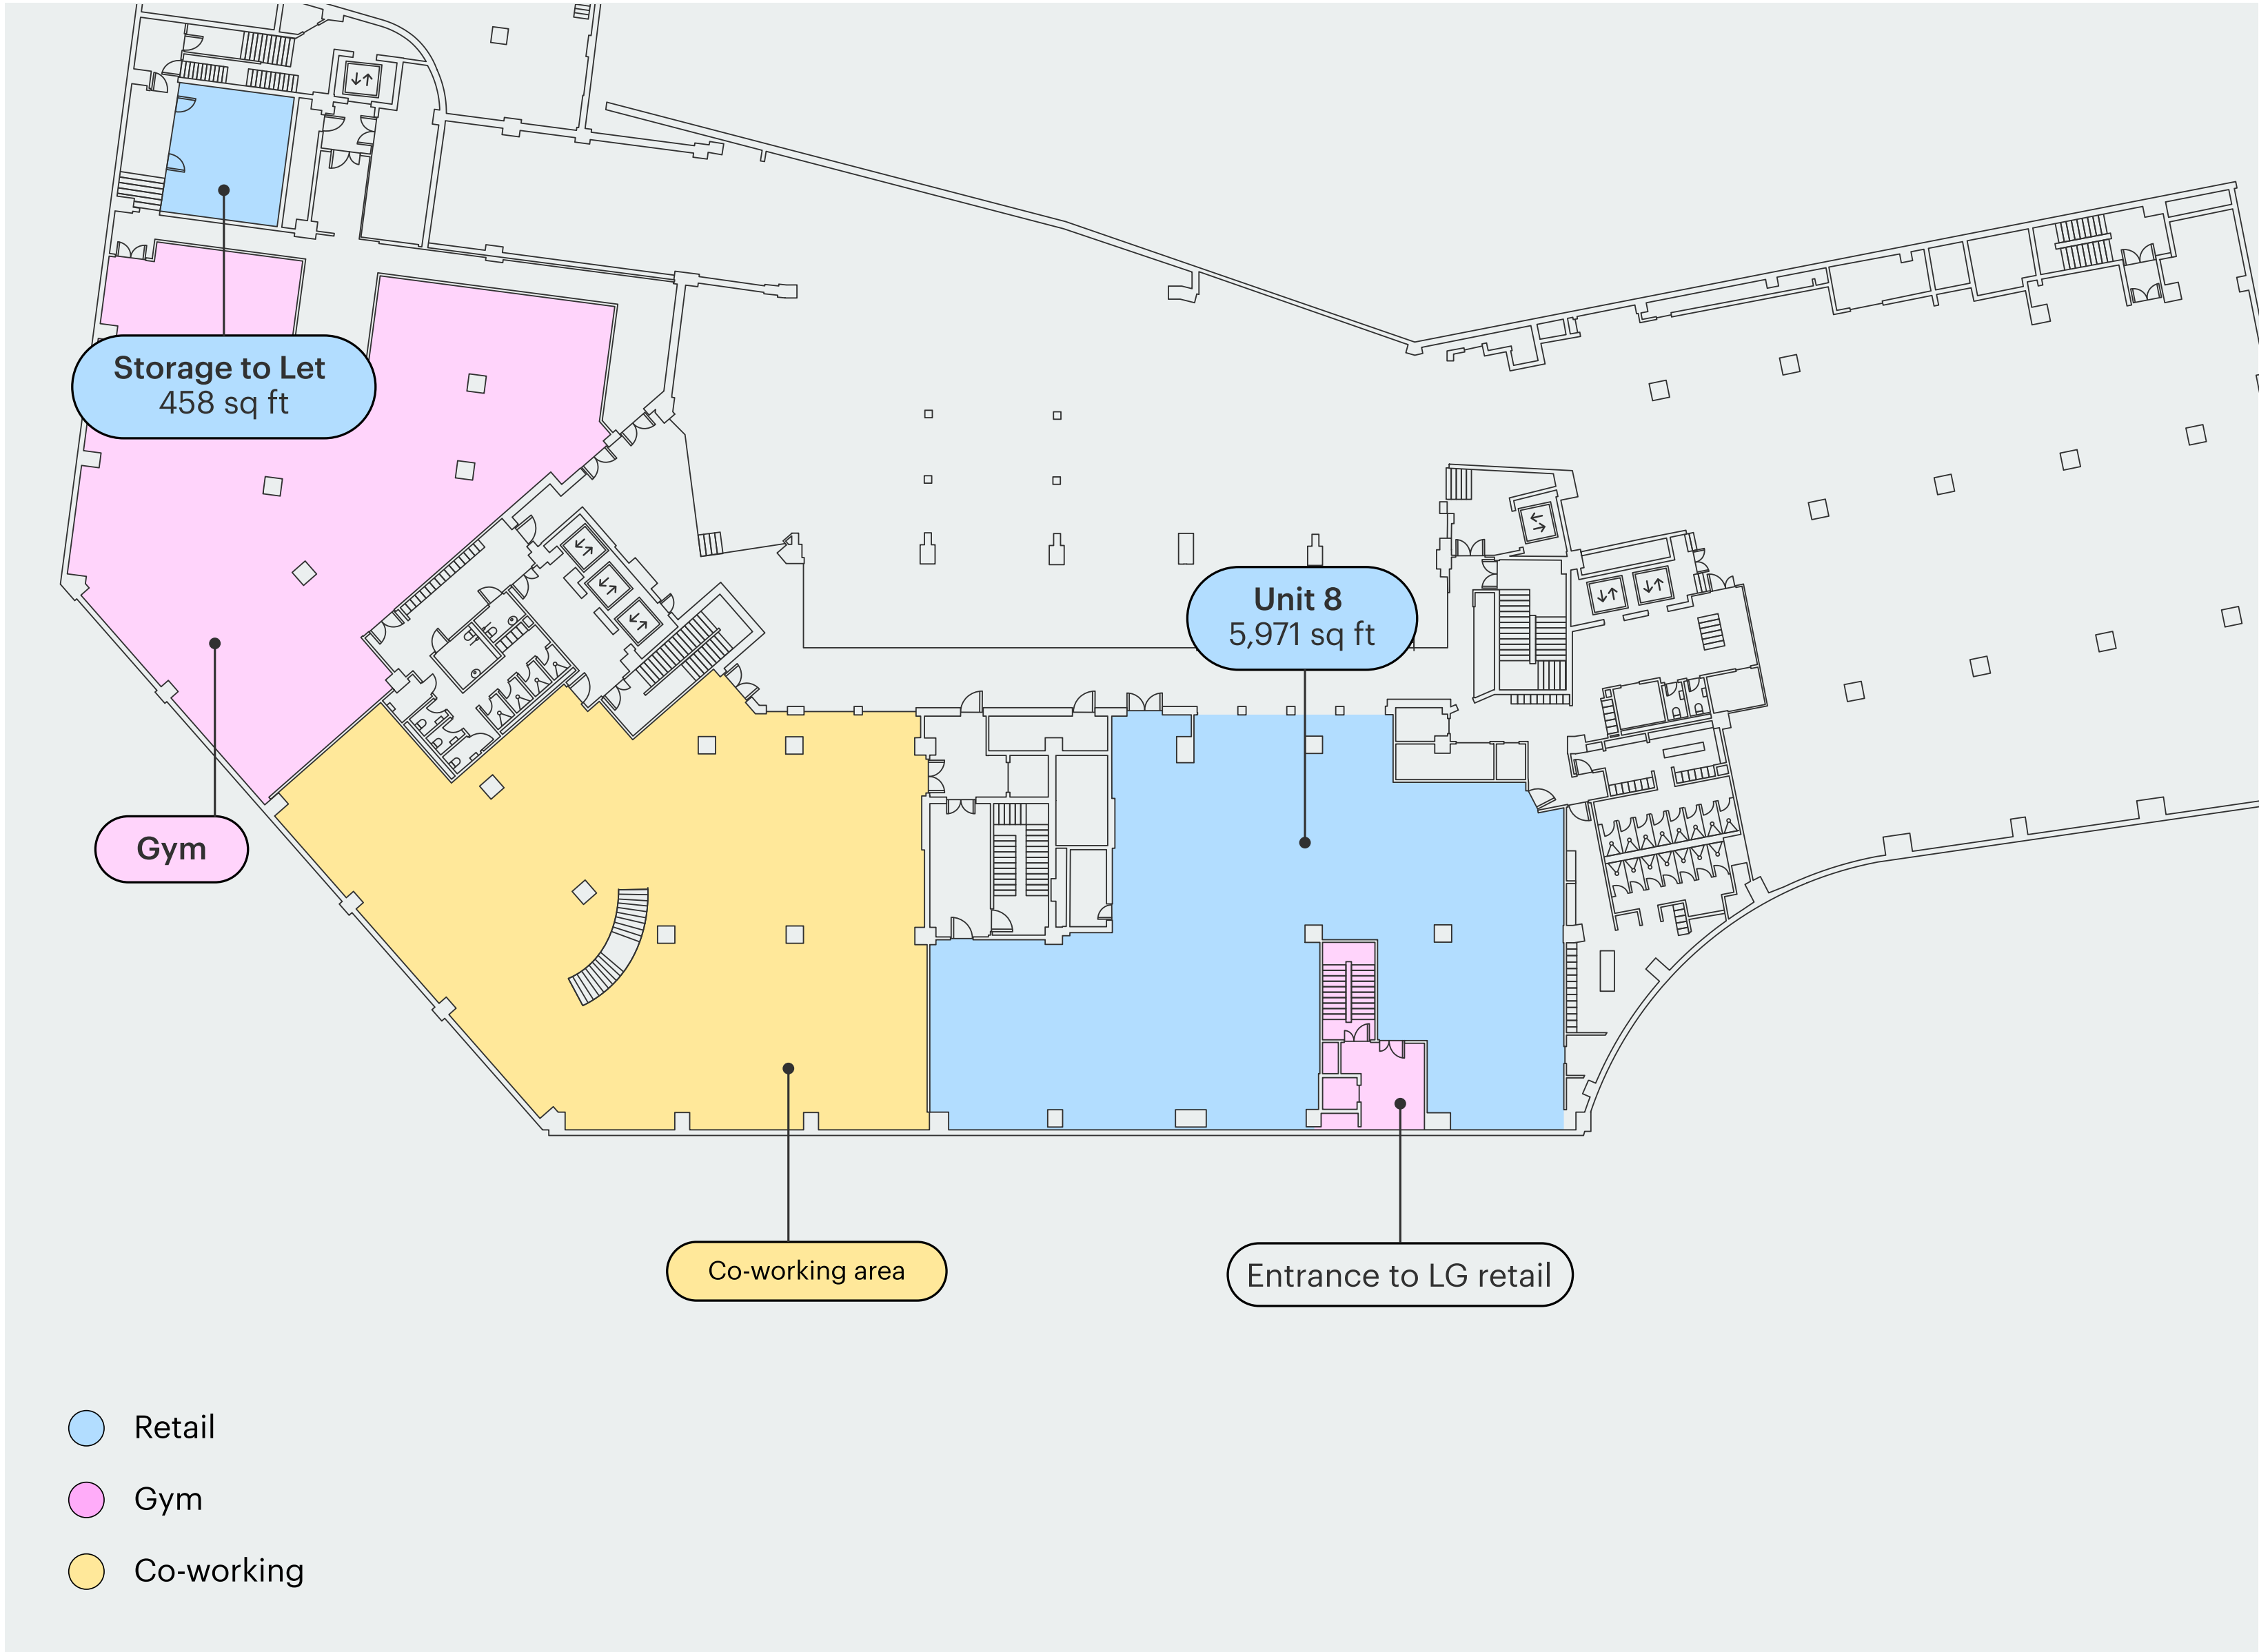 Storage to Let
458 sq ft
Unit 8
5,971 sq ft
Gym
Co-working area
Entrance to LG retail
Retail
Gym
Co-working